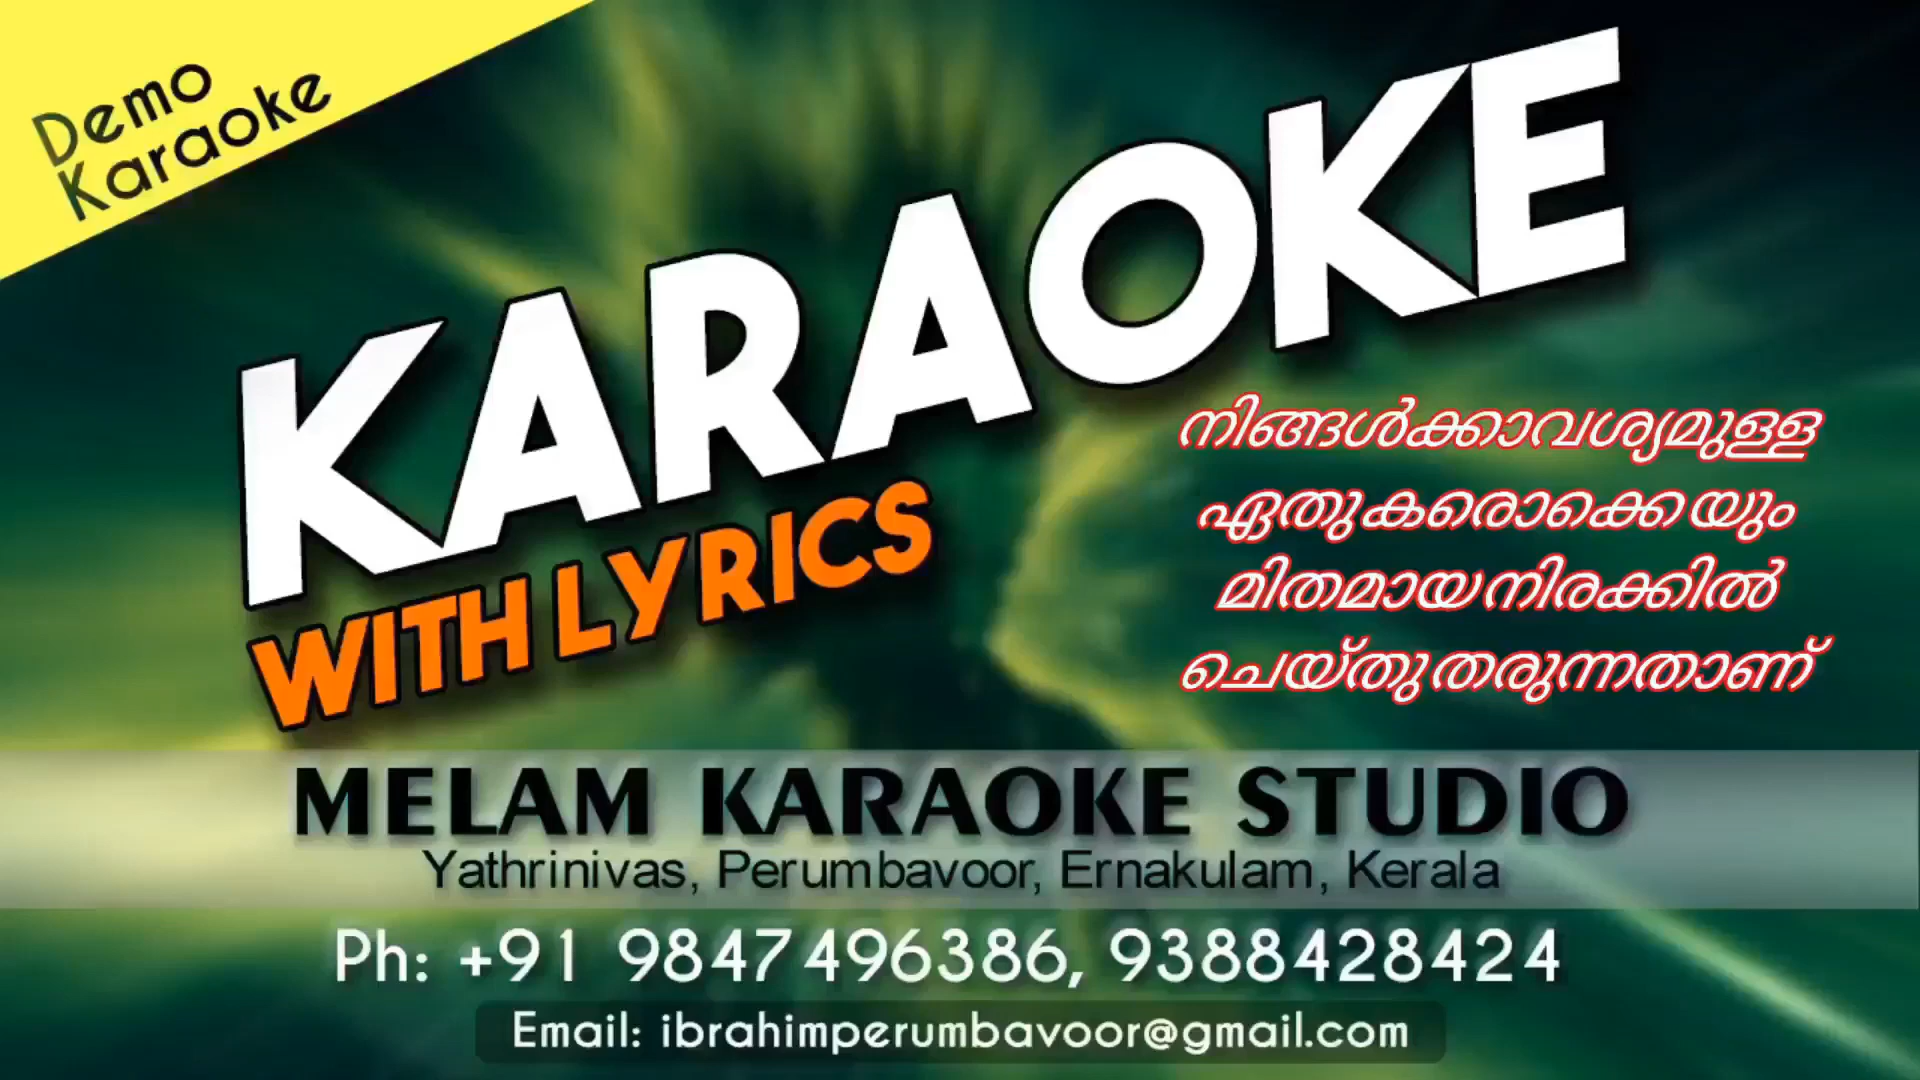 Demo
Karaoke
KARAOKE
WITH LYRICS
നിങ്ങൾക്കാവശ്യമുള്ള
ഏതു കരൊക്കെയും
മിതമായ നിരക്കിൽ
ചെയ്തു തരുന്നതാണ്
MELAM KARAOKE STUDIO
Yathrinivas, Perumbavoor, Ernakulam, Kerala
Ph: +91 9847496386, 9388428424
Email: ibrahimperumbavoor@gmail.com